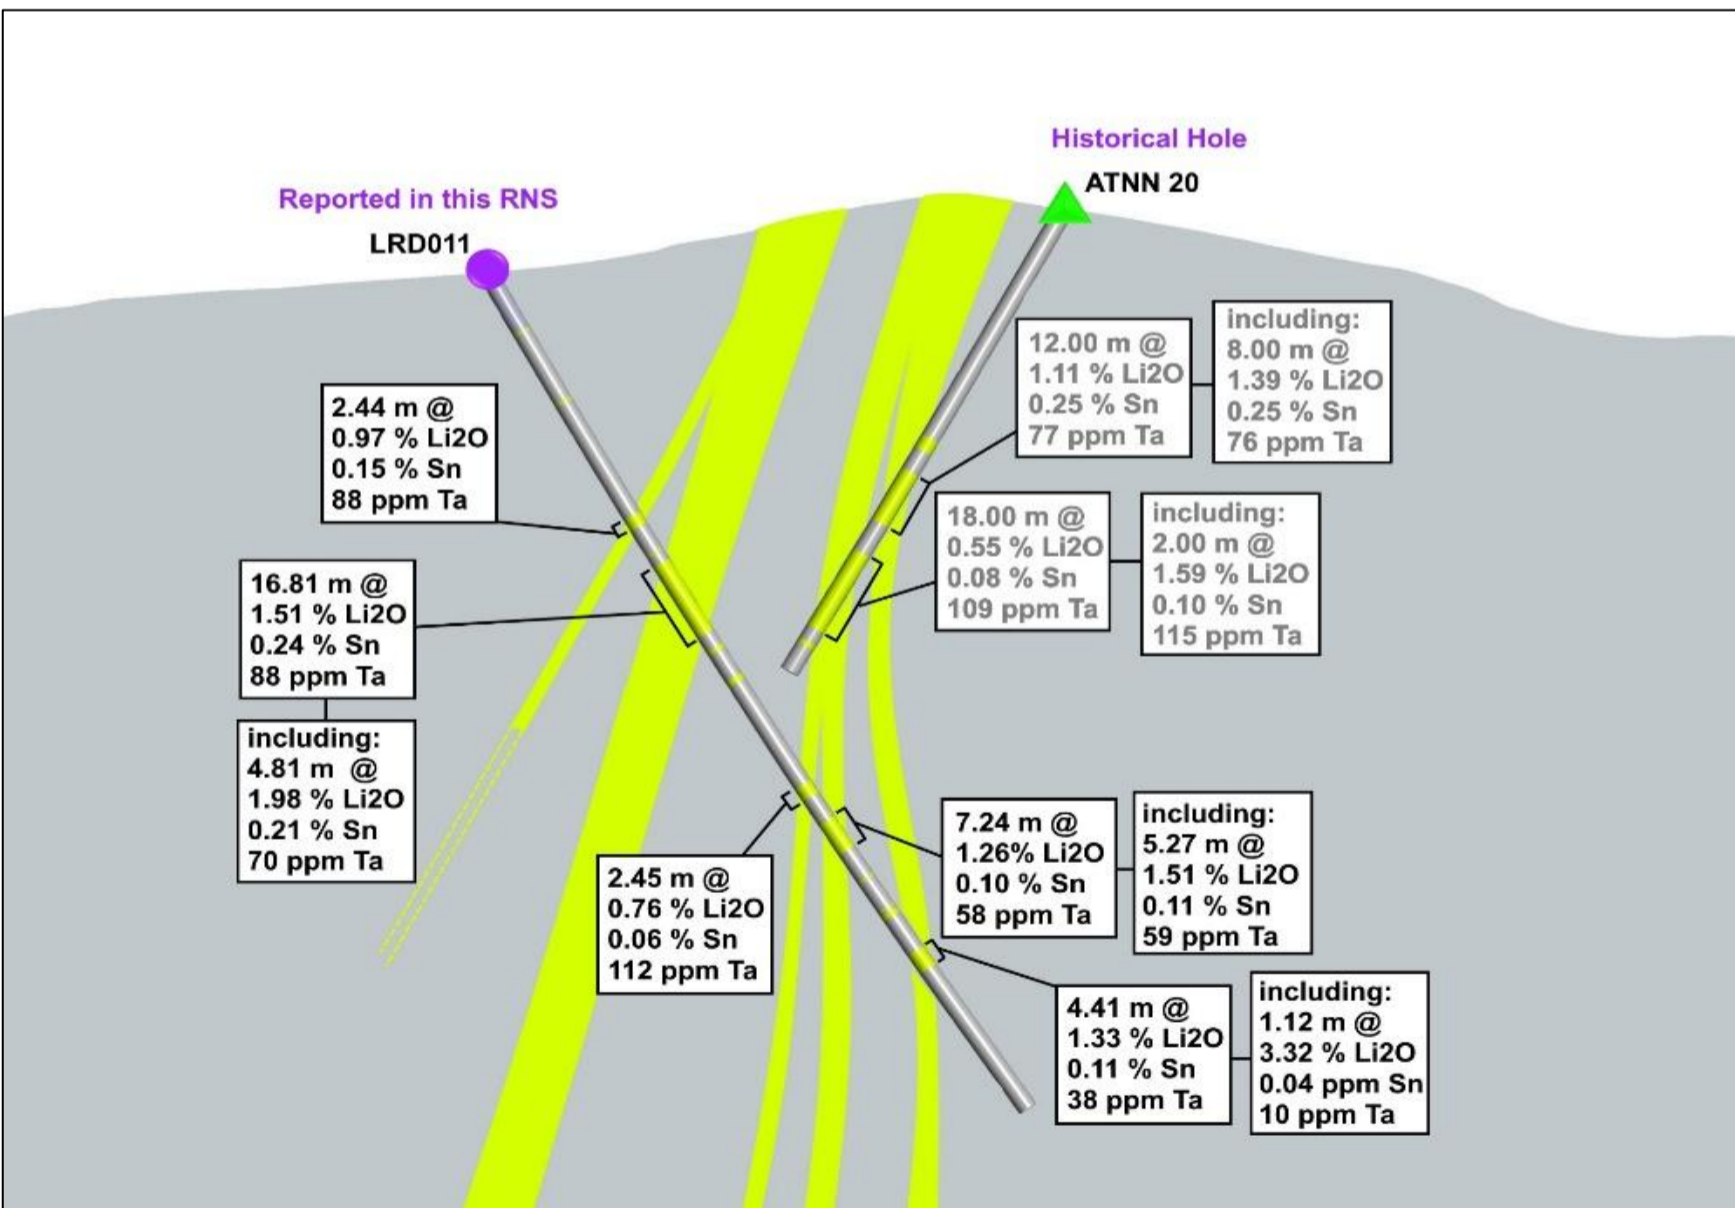 Historical Hole
ATNN 20
Reported in this RNS
LRD011
12.00 m @
1.11 % Li2O
0.25 % Sn
77 ppm Ta
including:
8.00 m @
1.39 % Li2O
0.25 % Sn
76 ppm Ta
2.44 m @
0.97 % Li2O
0.15 % Sn
88 ppm Ta
18.00 m @
0.55 % Li2O
0.08 % Sn
109 ppm Ta
including:
2.00 m @
1.59 % Li2O
0.10 % Sn
115 ppm Ta
16.81 m @
1.51 % Li2O
0.24 % Sn
88 ppm Ta
including:
4.81 m @
1.98 % Li2O
0.21 % Sn
70 ppm Ta
2.45 m @
0.76 % Li2O
0.06 % Sn
112 ppm Ta
7.24 m @
1.26% Li2O
0.10 % Sn
58 ppm Ta
including:
5.27 m @
1.51 % Li2O
0.11 % Sn
59 ppm Ta
4.41 m @
1.33 % Li2O
0.11 % Sn
38 ppm Ta
including:
1.12 m @
3.32 % Li2O
0.04 ppm Sn
10 ppm Ta